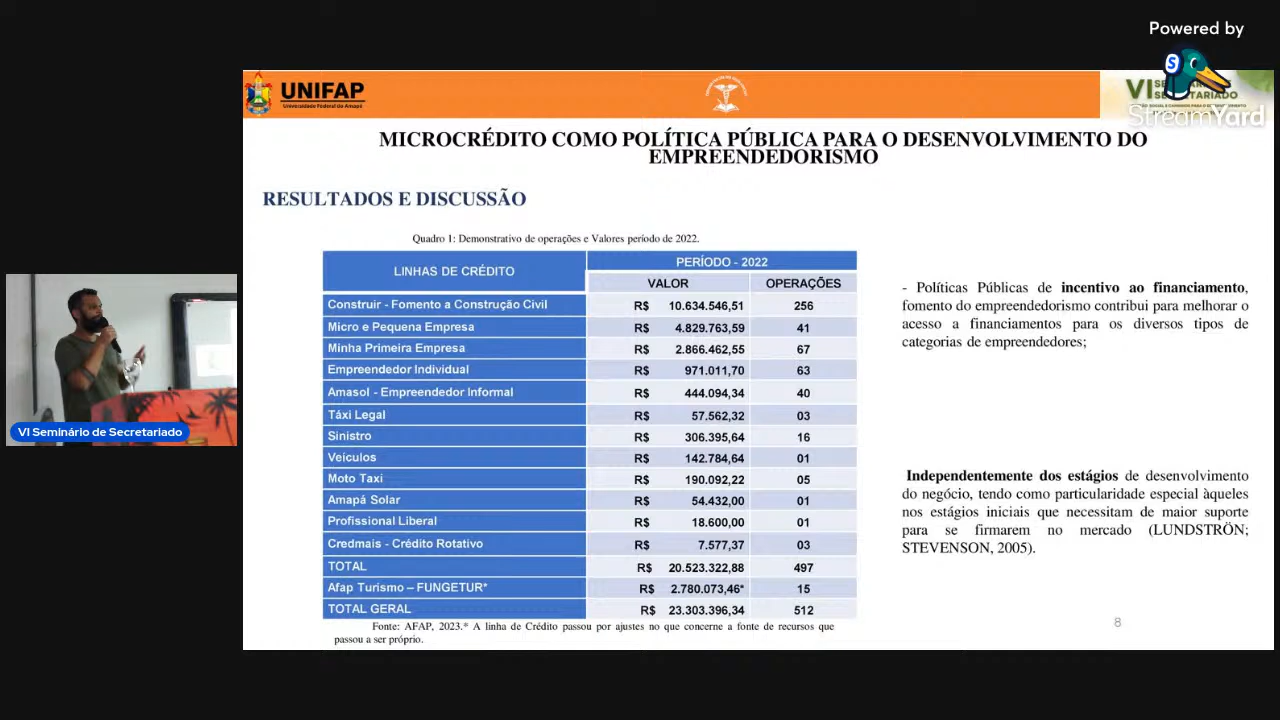 Powered by
StreamYard
UNIFAP
Universidade Federal do Amapá
VI
MICROCRÉDITO COMO POLÍTICA PÚBLICA PARA O DESENVOLVIMENTO DO
EMPREENDEDORISMO
RESULTADOS E DISCUSSÃO
Quadro 1: Demonstrativo de operações e Valores período de 2022.
LINHAS DE CRÉDITO
PERÍODO - 2022
VALOR OPERAÇÕES
Construir - Fomento a Construção Civil R$ 10.634.546,51 256
Micro e Pequena Empresa R$ 4.829.763,59 41
Minha Primeira Empresa R$ 2.866.462,55 67
Empreendedor Individual R$ 971.011,70 63
Amasol - Empreendedor Informal R$ 444.094,34 40
Táxi Legal R$ 57.562,32 03
Sinistro R$ 306.395,64 16
Veículos R$ 142.784,64 01
Moto Taxi R$ 190.092,22 05
Amapá Solar R$ 54.432,00 01
Profissional Liberal R$ 18.600,00 01
Credmais - Crédito Rotativo R$ 7.577,37 03
TOTAL R$ 20.523.322,88 497
Afap Turismo – FUNGETUR* R$ 2.780.073,46* 15
TOTAL GERAL R$ 23.303.396,34 512
Fonte: AFAP, 2023.* A linha de Crédito passou por ajustes no que concerne a fonte de recursos que
passou a ser próprio.
- Políticas Públicas de incentivo ao financiamento,
fomento do empreendedorismo contribui para melhorar o
acesso a financiamentos para os diversos tipos de
categorias de empreendedores;
Independentemente dos estágios de desenvolvimento
do negócio, tendo como particularidade especial àqueles
nos estágios iniciais que necessitam de maior suporte
para se firmarem no mercado (LUNDSTRÖN;
STEVENSON, 2005).
8
VI Seminário de Secretariado